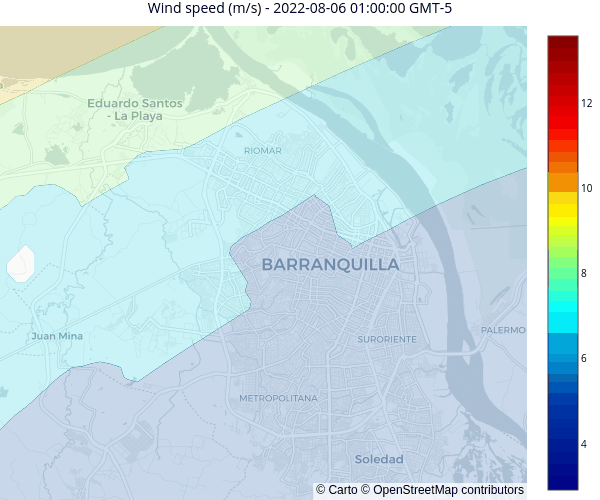 Wind speed (m/s) - 2022-08-06 01:00:00 GMT-5
Eduardo Santos
- La Playa
RIOMAR
BARRANQUILLA
Juan Mina
SURORIENTE
PALERMO
METROPOLITANA
Soledad
12
10
8
6
4
© Carto © OpenStreetMap contributors